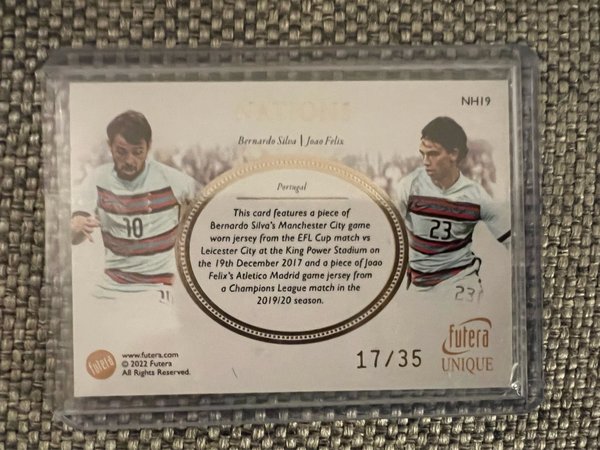 NATIONS
NH19
Bernardo Silva | Joao Felix
Portugal
10
23
This card features a piece of
Bernardo Silva's Manchester City game
worn jersey from the EFL Cup match vs
Leicester City at the King Power Stadium on
the 19th December 2017 and a piece of Joao
Felix's Atletico Madrid game jersey from
a Champions League match in the
2019/20 season.
23
futera
www.futera.com
© 2022 Futera
All Rights Reserved.
17/35
futera
UNIQUE